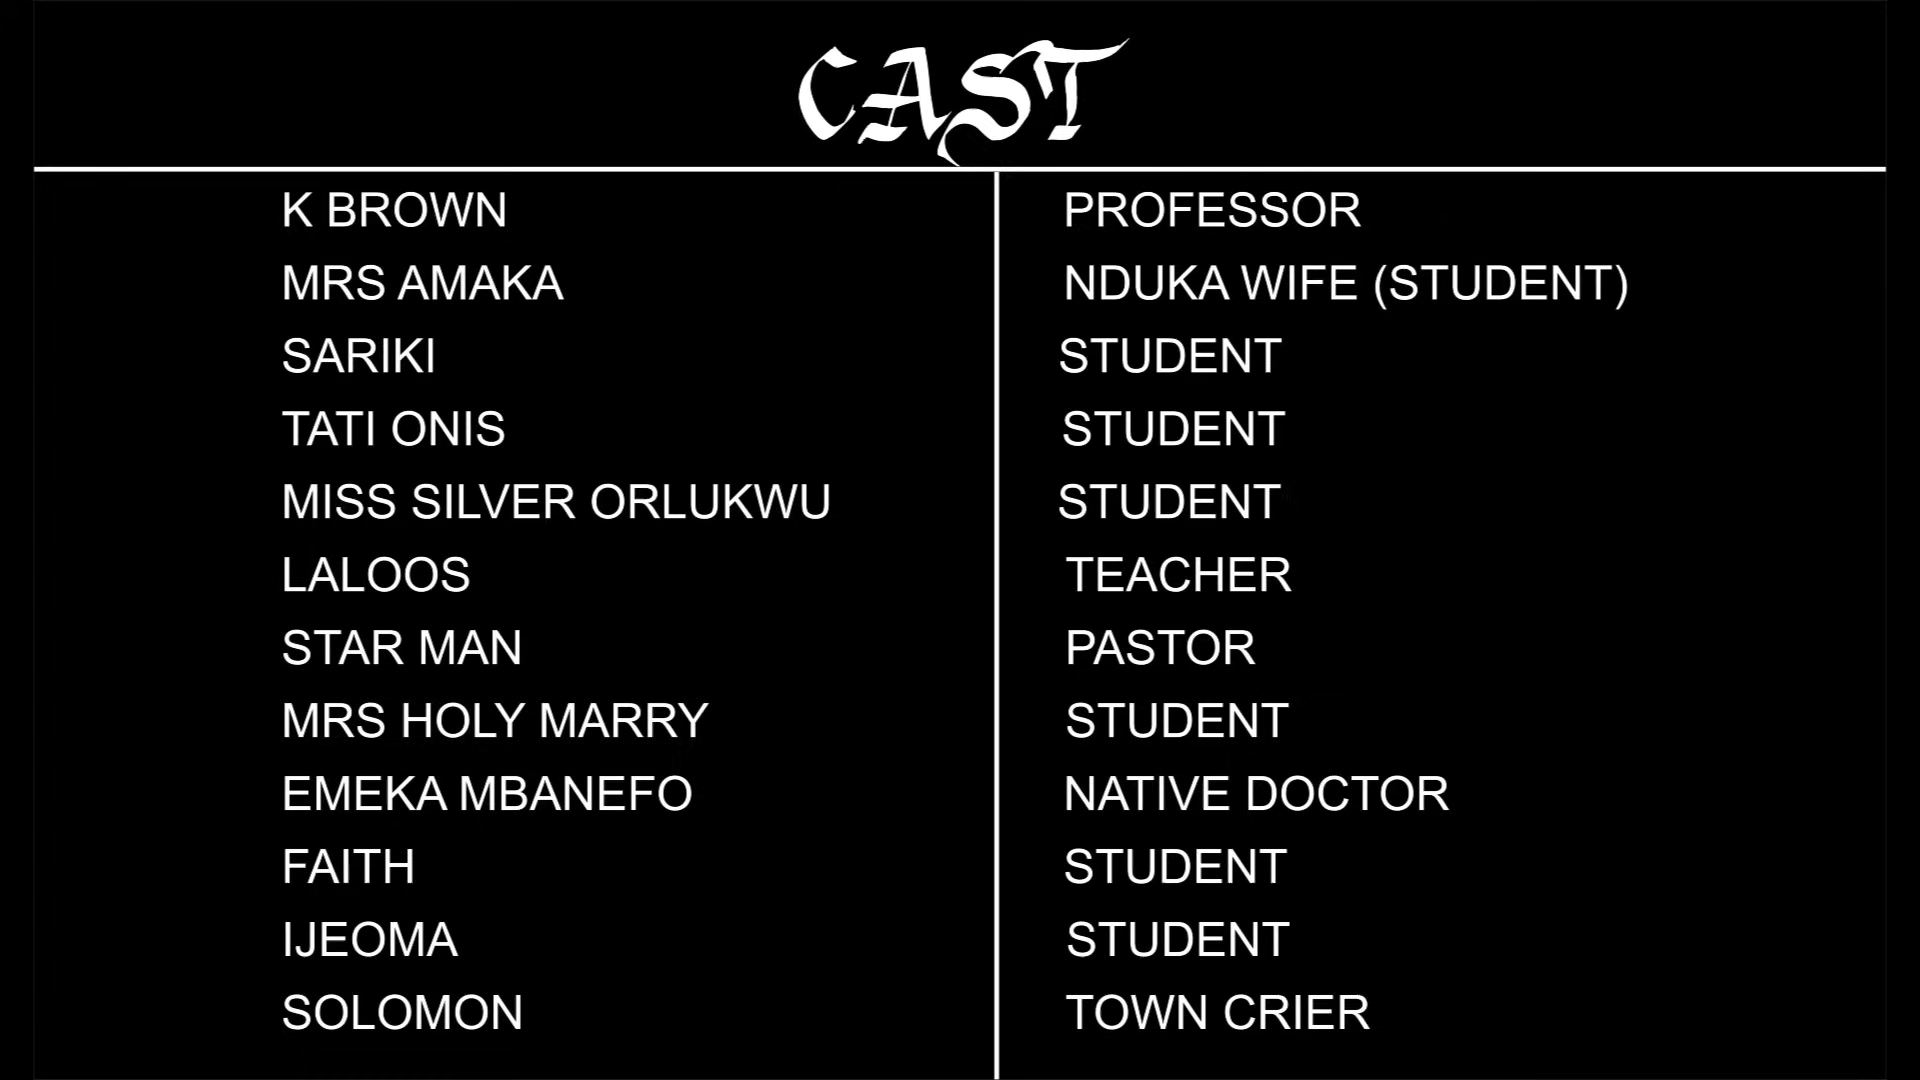 CAST
K BROWN PROFESSOR
MRS AMAKA NDUKA WIFE (STUDENT)
SARIKI STUDENT
TATI ONIS STUDENT
MISS SILVER ORLUKWU STUDENT
LALOOS TEACHER
STAR MAN PASTOR
MRS HOLY MARRY STUDENT
EMEKA MBANEFO NATIVE DOCTOR
FAITH STUDENT
IJEOMA STUDENT
SOLOMON TOWN CRIER